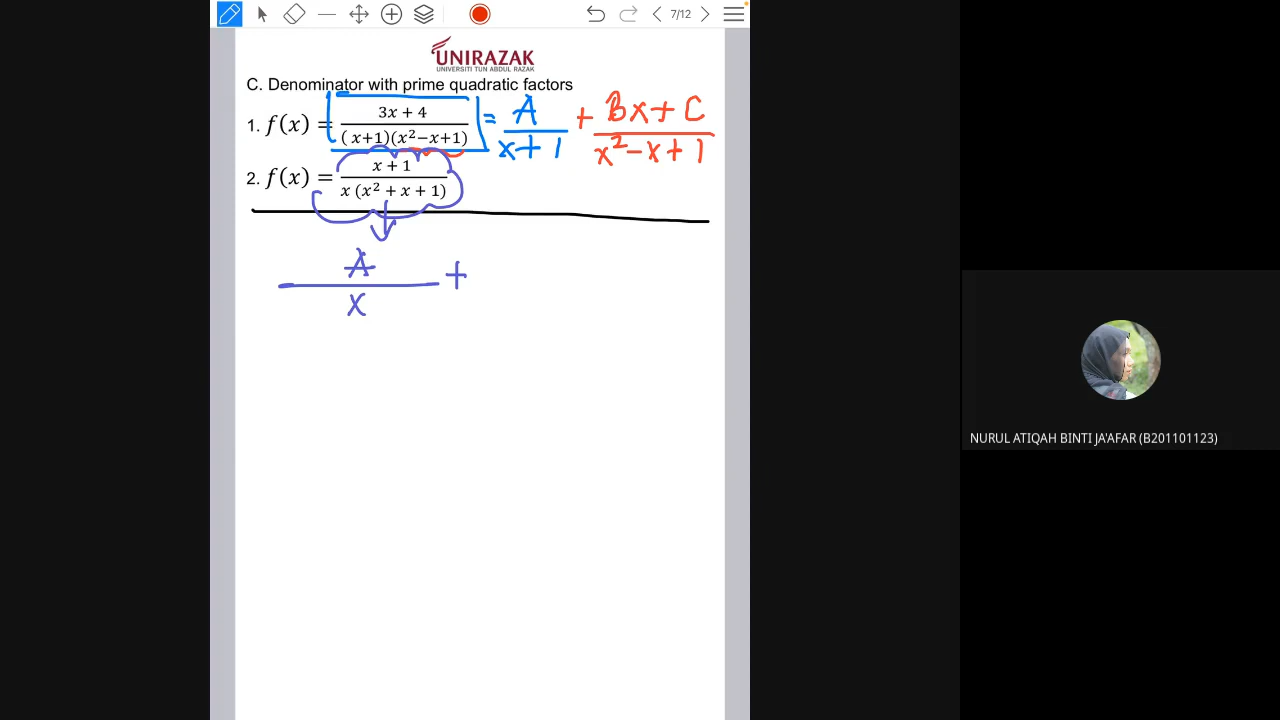 7/12
UNIRAZAK
UNIVERSITI TUN ABDUL RAZAK
C. Denominator with prime quadratic factors
1. f(x) = (3x + 4)/((x+1)(x²−x+1)) = A/(x+1) + (Bx+C)/(x²−x+1)
2. f(x) = (x + 1)/(x (x² + x + 1))
A/x +
NURUL ATIQAH BINTI JA'AFAR (B201101123)